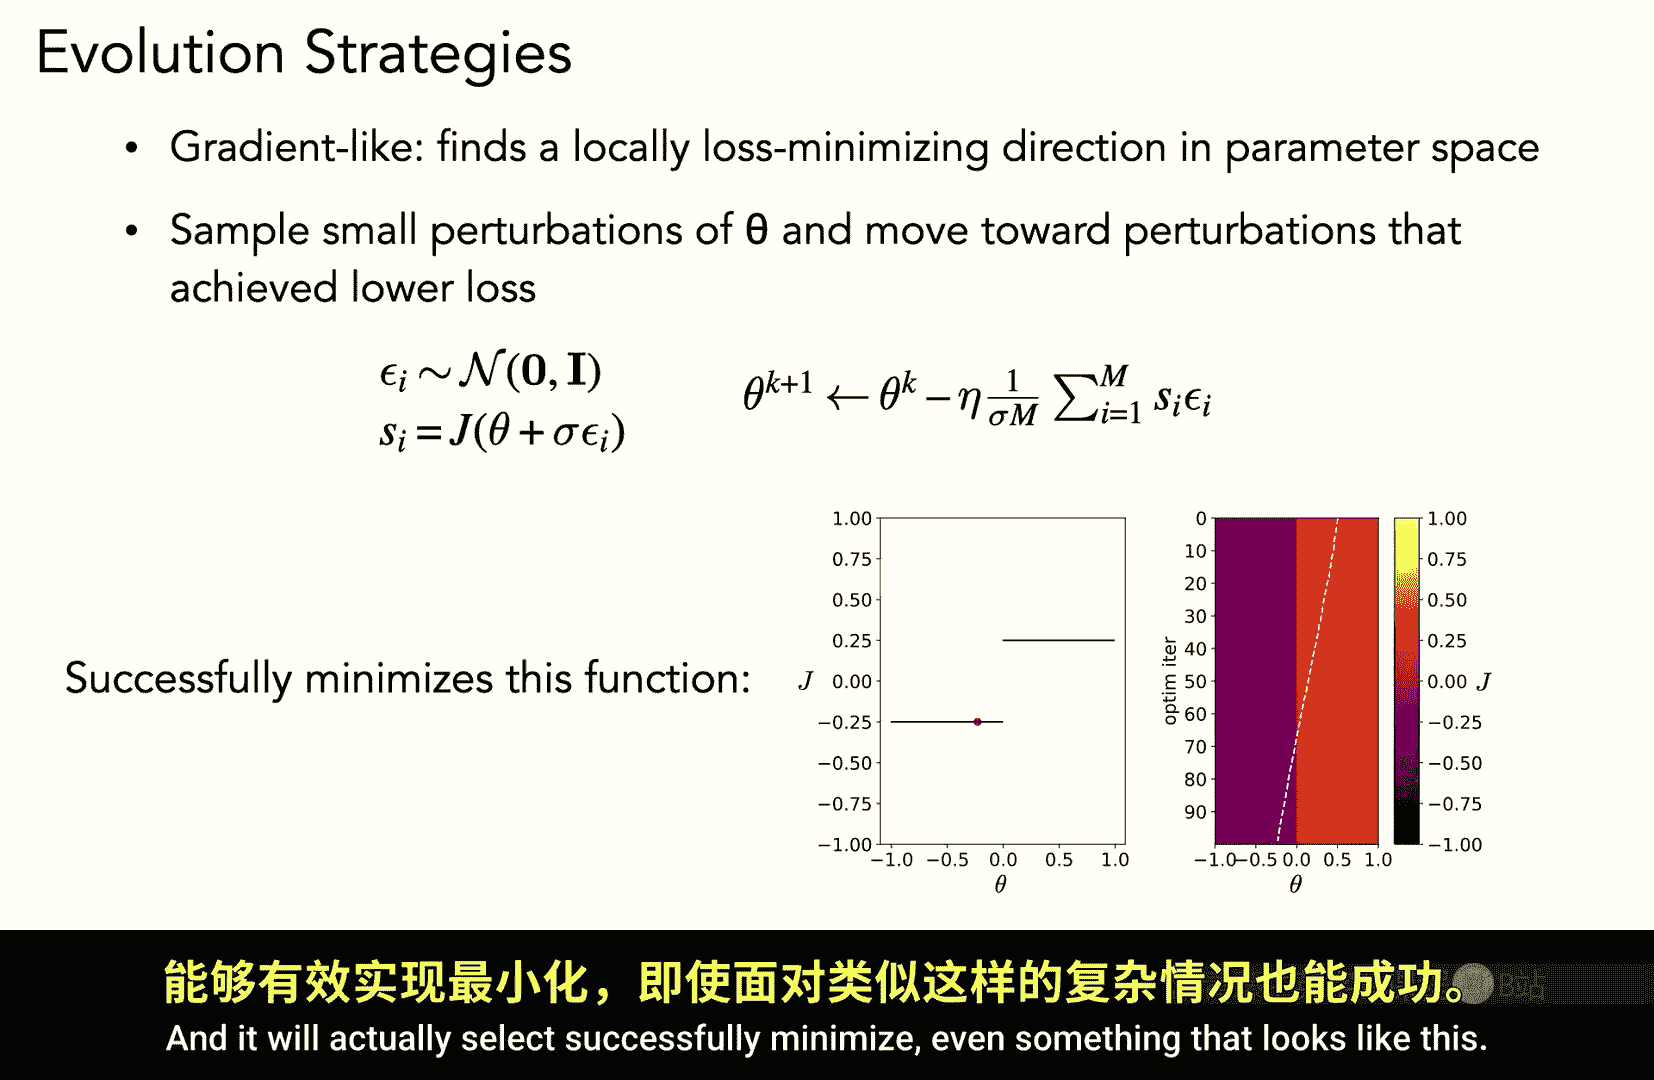 Evolution Strategies
• Gradient-like: finds a locally loss-minimizing direction in parameter space
• Sample small perturbations of θ and move toward perturbations that
achieved lower loss
ϵᵢ ∼ 𝒩(𝟎, 𝐈)
sᵢ = J(θ + σϵᵢ)
θᵏ⁺¹ ← θᵏ − η 1/(σM) ∑ᵢ₌₁ᴹ sᵢϵᵢ
Successfully minimizes this function:
J
1.00
0.75
0.50
0.25
0.00
−0.25
−0.50
−0.75
−1.00
−1.0 −0.5 0.0 0.5 1.0
θ
optim iter
0
10
20
30
40
50
60
70
80
90
−1.0 −0.5 0.0 0.5 1.0
θ
1.00
0.75
0.50
0.25
0.00
−0.25
−0.50
−0.75
−1.00
J
能够有效实现最小化，即使面对类似这样的复杂情况也能成功。
B站
And it will actually select successfully minimize, even something that looks like this.